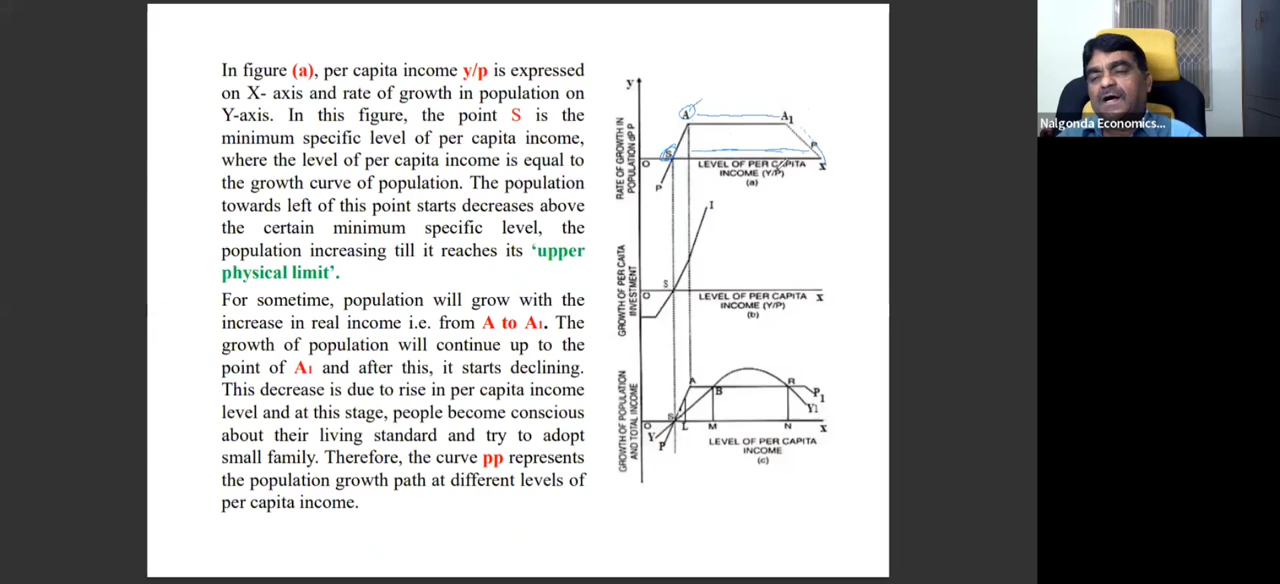 In figure (a), per capita income y/p is expressed
on X- axis and rate of growth in population on
Y-axis. In this figure, the point S is the
minimum specific level of per capita income,
where the level of per capita income is equal to
the growth curve of population. The population
towards left of this point starts decreases above
the certain minimum specific level, the
population increasing till it reaches its ‘upper
physical limit’.
For sometime, population will grow with the
increase in real income i.e. from A to A1. The
growth of population will continue up to the
point of A1 and after this, it starts declining.
This decrease is due to rise in per capita income
level and at this stage, people become conscious
about their living standard and try to adopt
small family. Therefore, the curve pp represents
the population growth path at different levels of
per capita income.
y
RATE OF GROWTH IN
POPULATION dP P
A
A1
S
P
O
LEVEL OF PER CAPITA
INCOME (Y/P)
X
P
(a)
I
GROWTH OF PER CAITA
INVESTMENT
S
O
LEVEL OF PER CAPITA X
INCOME (Y/P)
(b)
GROWTH OF POPULATION
AND TOTAL INCOME
A
B
R
P1
Y1
S
O
Y
P
L
M
N
X
LEVEL OF PER CAPITA
INCOME
(c)
Nalgonda Economics...